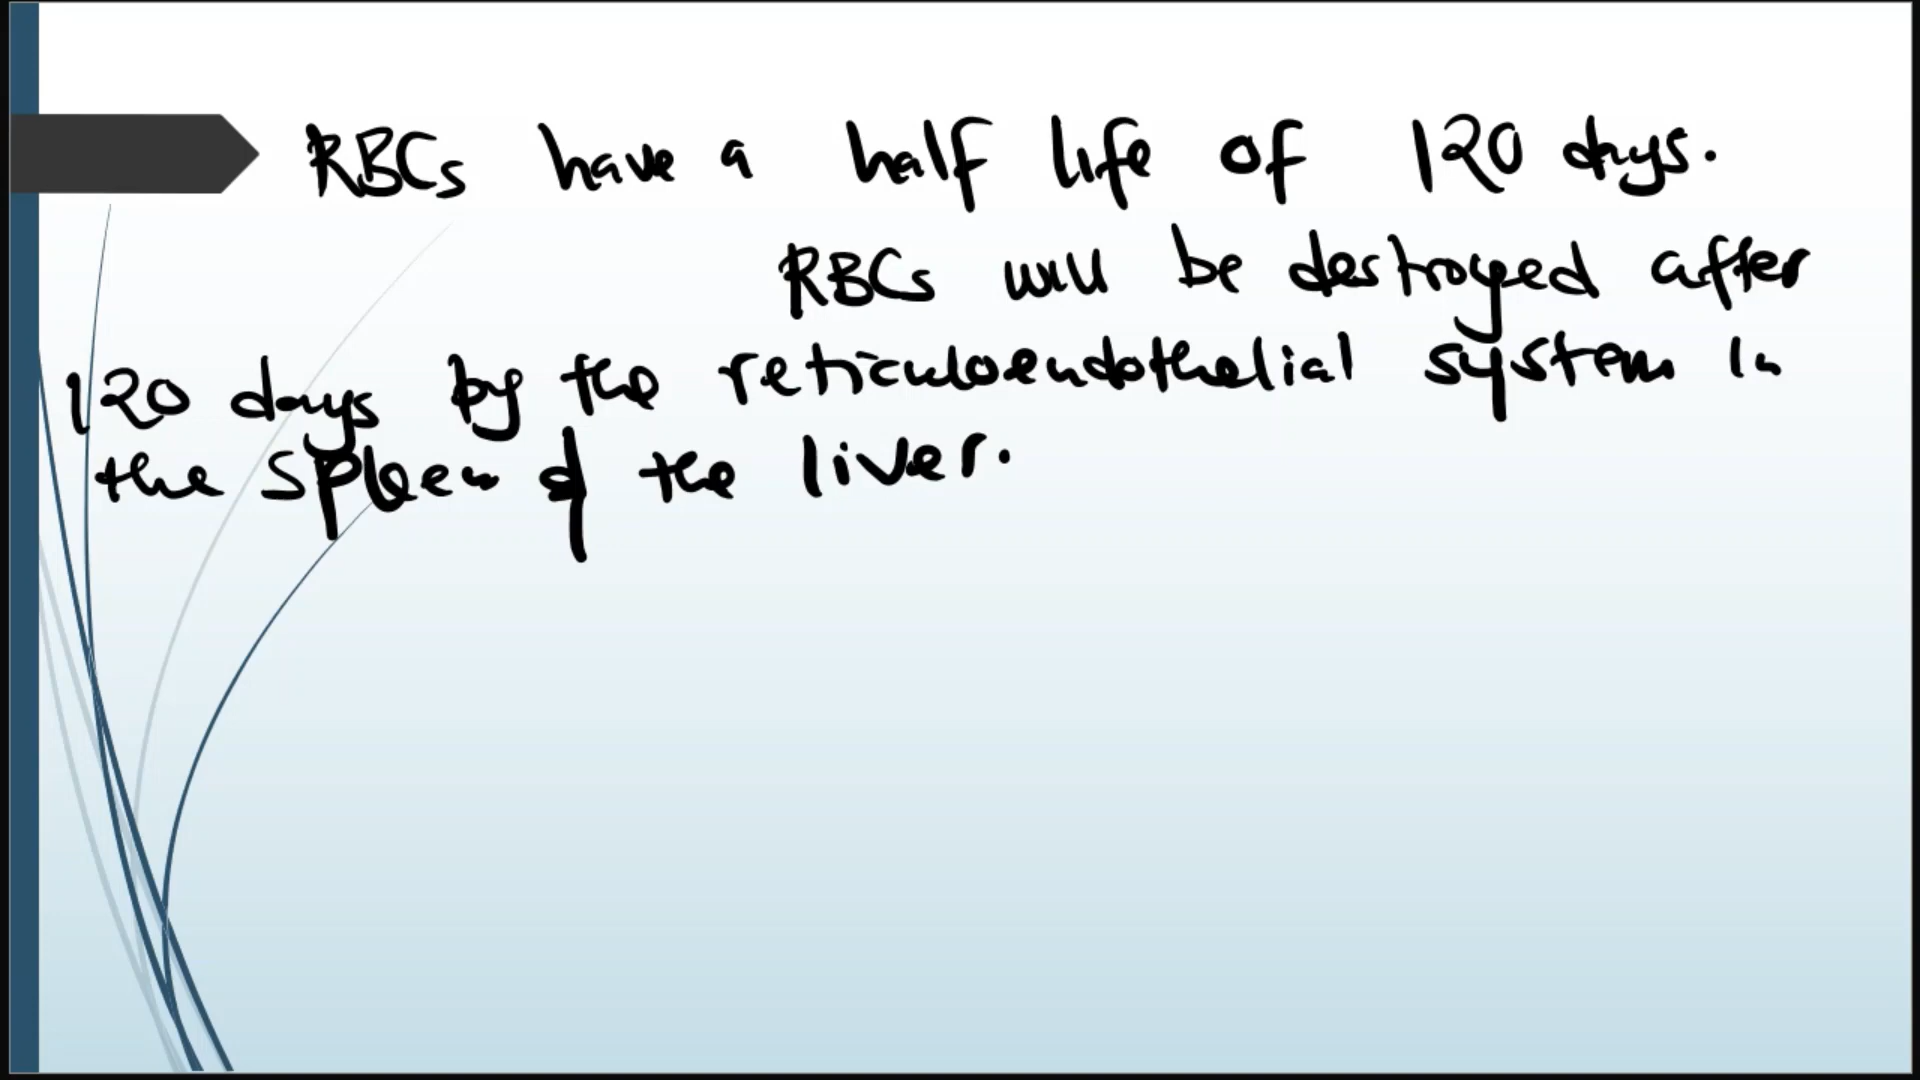 RBCs have a half life of 120 days.
RBCs will be destroyed after
120 days by the reticuloendothelial system in
the spleen & the liver.